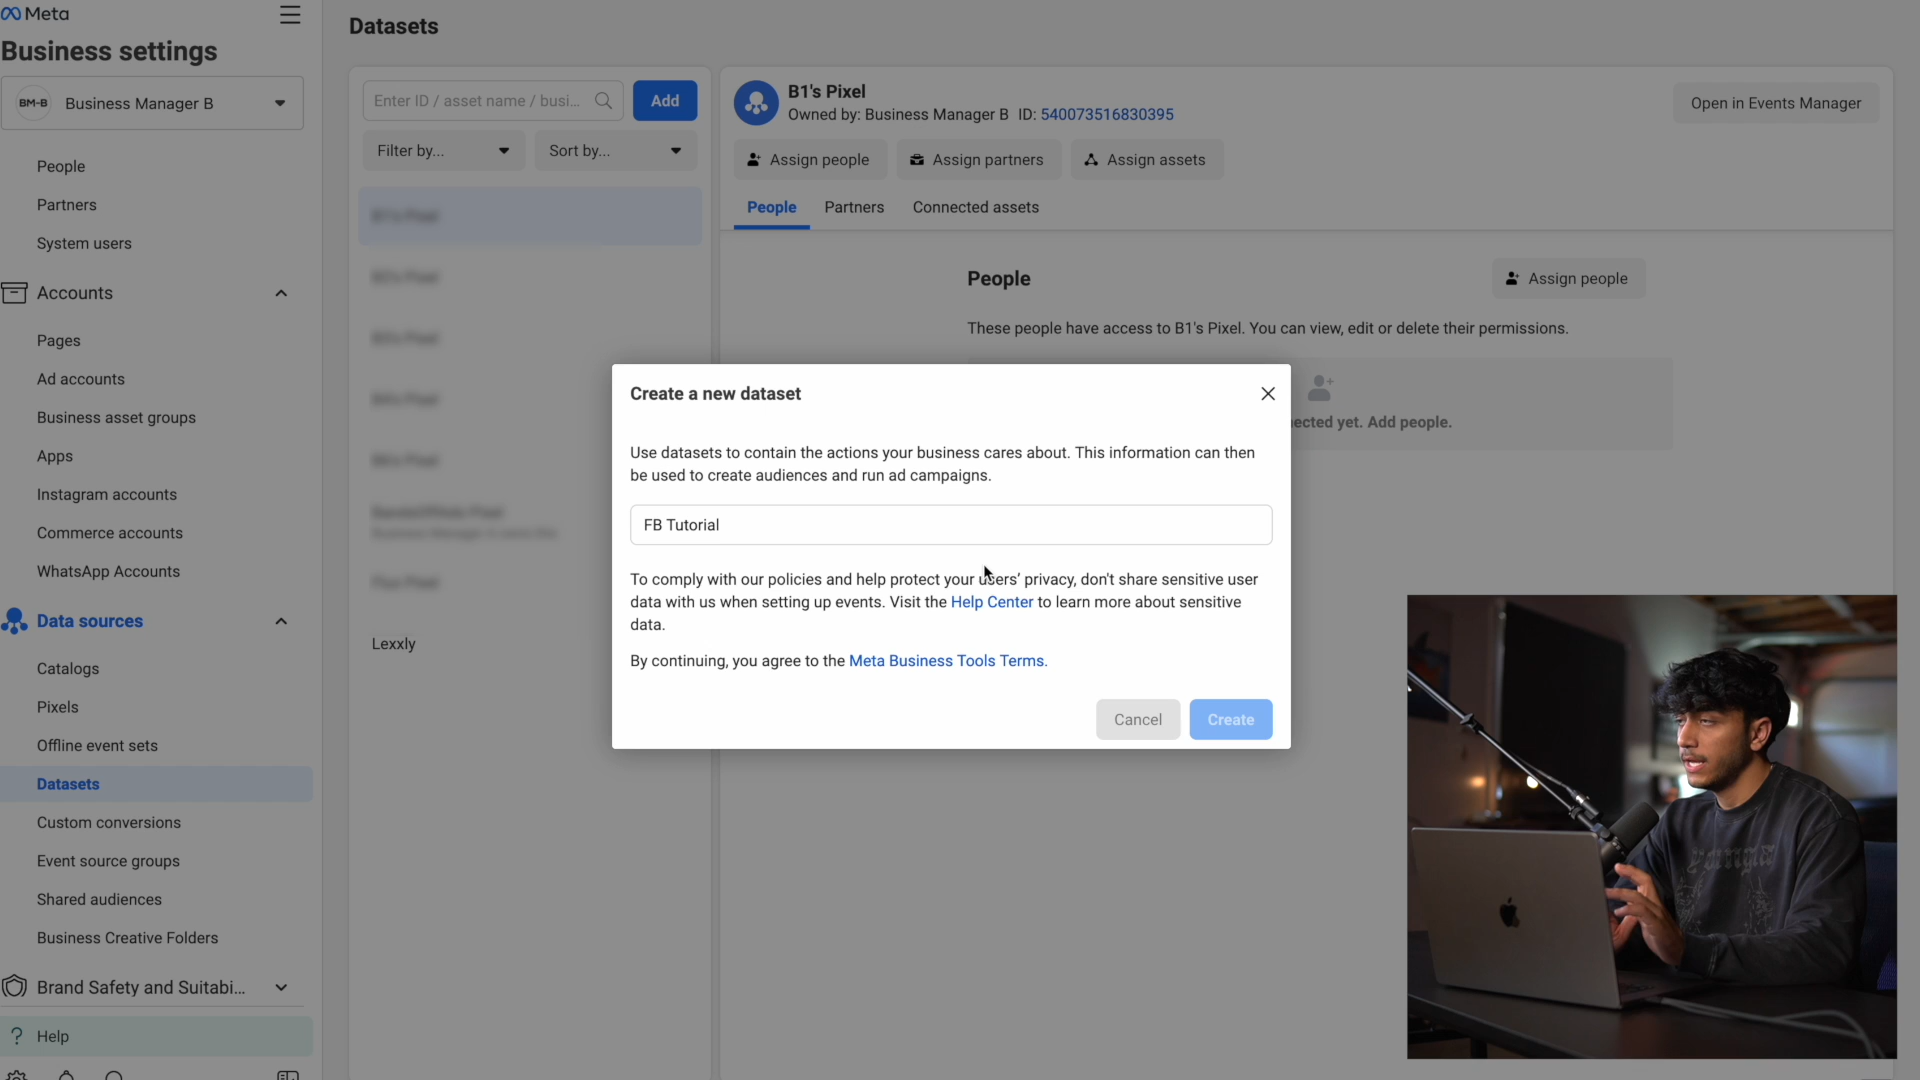 Meta
Business settings
BM-B Business Manager B
People
Partners
System users
Accounts
Pages
Ad accounts
Business asset groups
Apps
Instagram accounts
Commerce accounts
WhatsApp Accounts
Data sources
Catalogs
Pixels
Offline event sets
Datasets
Custom conversions
Event source groups
Shared audiences
Business Creative Folders
Brand Safety and Suitabi...
? Help
Datasets
Enter ID / asset name / busi...
Add
Filter by...
Sort by...
Lexxly
B1's Pixel
Owned by: Business Manager B ID: 540073516830395
Open in Events Manager
Assign people
Assign partners
Assign assets
People
Partners
Connected assets
People
Assign people
These people have access to B1's Pixel. You can view, edit or delete their permissions.
yet. Add people.
Create a new dataset
Use datasets to contain the actions your business cares about. This information can then
be used to create audiences and run ad campaigns.
FB Tutorial
To comply with our policies and help protect your users' privacy, don't share sensitive user
data with us when setting up events. Visit the Help Center to learn more about sensitive
data.
By continuing, you agree to the Meta Business Tools Terms.
Cancel
Create